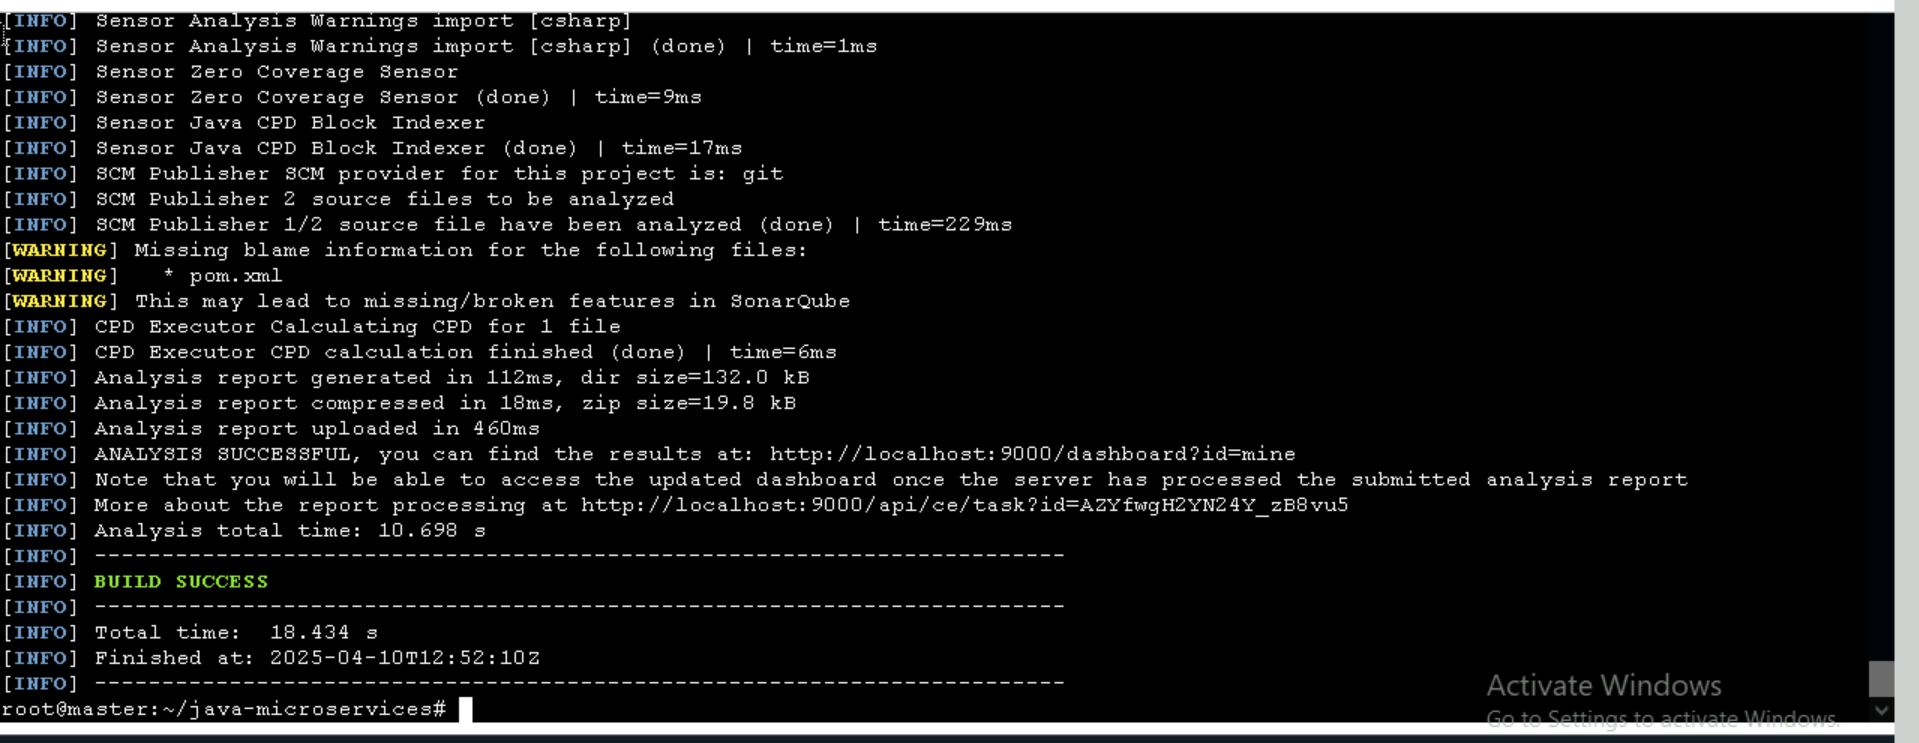 [INFO] Sensor Analysis Warnings import [csharp]
[INFO] Sensor Analysis Warnings import [csharp] (done) | time=1ms
[INFO] Sensor Zero Coverage Sensor
[INFO] Sensor Zero Coverage Sensor (done) | time=9ms
[INFO] Sensor Java CPD Block Indexer
[INFO] Sensor Java CPD Block Indexer (done) | time=17ms
[INFO] SCM Publisher SCM provider for this project is: git
[INFO] SCM Publisher 2 source files to be analyzed
[INFO] SCM Publisher 1/2 source file have been analyzed (done) | time=229ms
[WARNING] Missing blame information for the following files:
[WARNING]   * pom.xml
[WARNING] This may lead to missing/broken features in SonarQube
[INFO] CPD Executor Calculating CPD for 1 file
[INFO] CPD Executor CPD calculation finished (done) | time=6ms
[INFO] Analysis report generated in 112ms, dir size=132.0 kB
[INFO] Analysis report compressed in 18ms, zip size=19.8 kB
[INFO] Analysis report uploaded in 460ms
[INFO] ANALYSIS SUCCESSFUL, you can find the results at: http://localhost:9000/dashboard?id=mine
[INFO] Note that you will be able to access the updated dashboard once the server has processed the submitted analysis report
[INFO] More about the report processing at http://localhost:9000/api/ce/task?id=AZYfwgH2YN24Y_zB8vu5
[INFO] Analysis total time: 10.698 s
[INFO] ------------------------------------------------------------------------
[INFO] BUILD SUCCESS
[INFO] ------------------------------------------------------------------------
[INFO] Total time:  18.434 s
[INFO] Finished at: 2025-04-10T12:52:10Z
[INFO] ------------------------------------------------------------------------
root@master:~/java-microservices#
Activate Windows
Go to Settings to activate Windows.